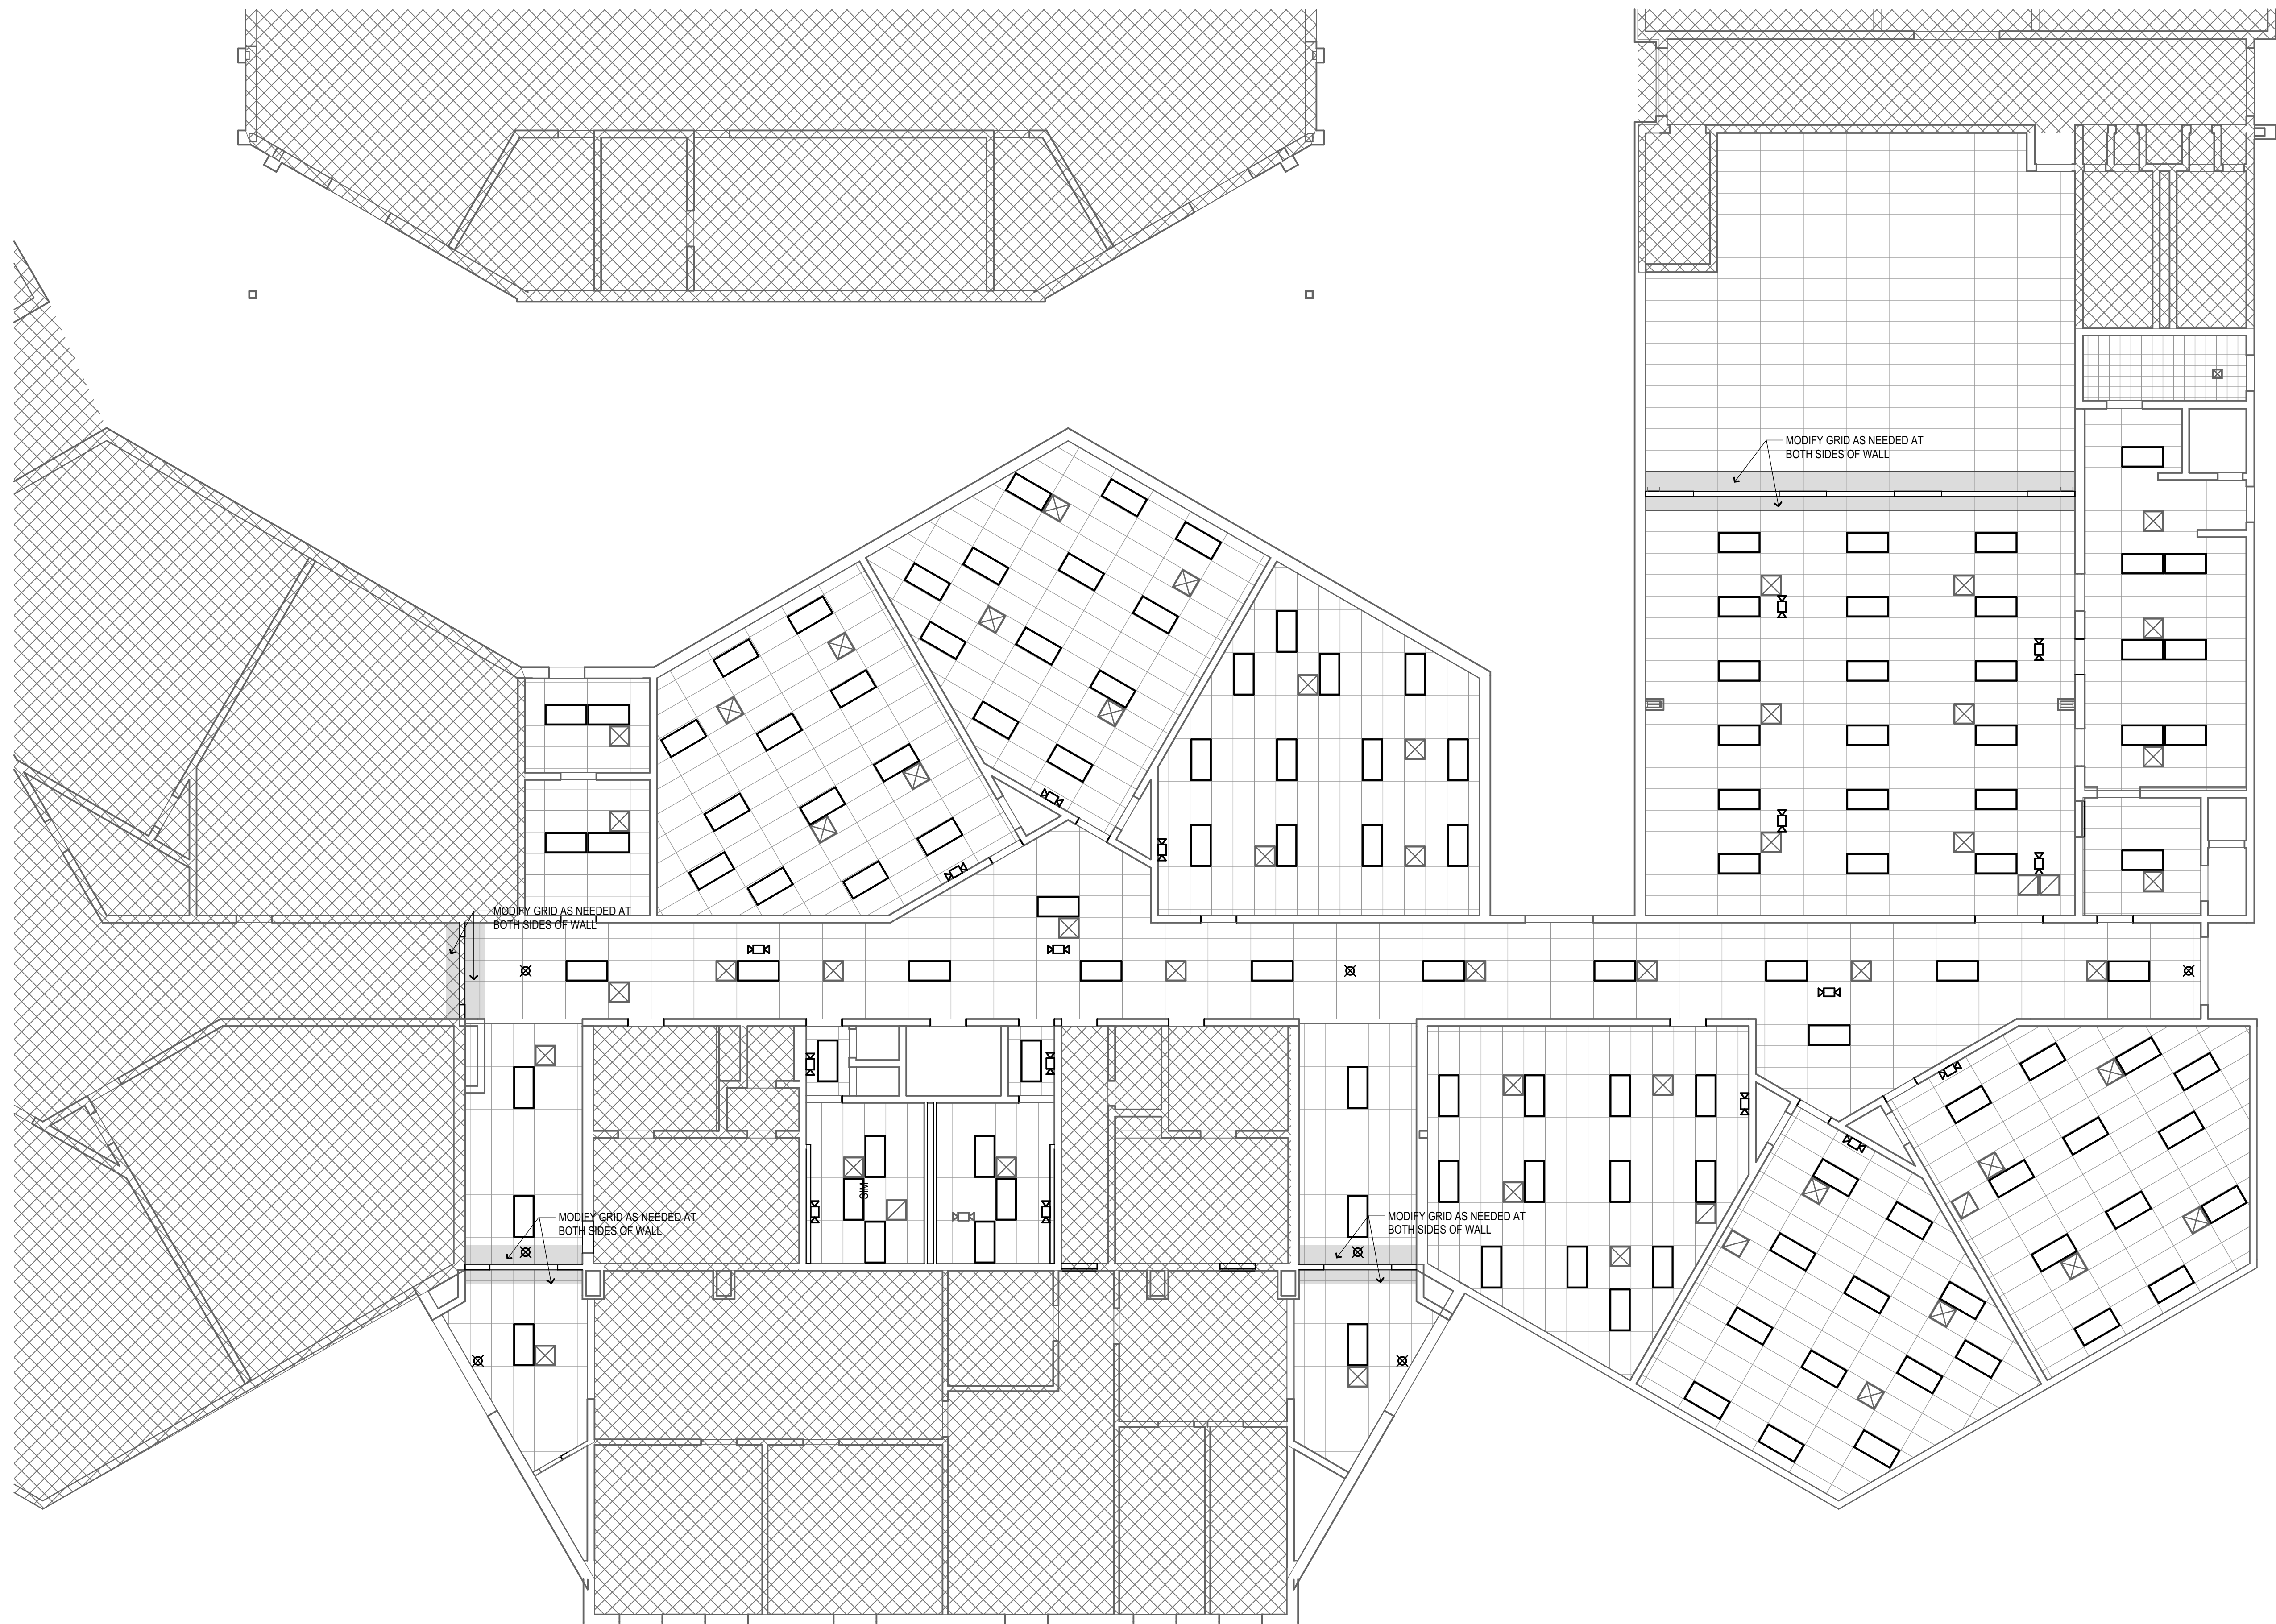 MODIFY GRID AS NEEDED AT
BOTH SIDES OF WALL
MODIFY GRID AS NEEDED AT
BOTH SIDES OF WALL
SIM
MODIFY GRID AS NEEDED AT
BOTH SIDES OF WALL
MODIFY GRID AS NEEDED AT
BOTH SIDES OF WALL